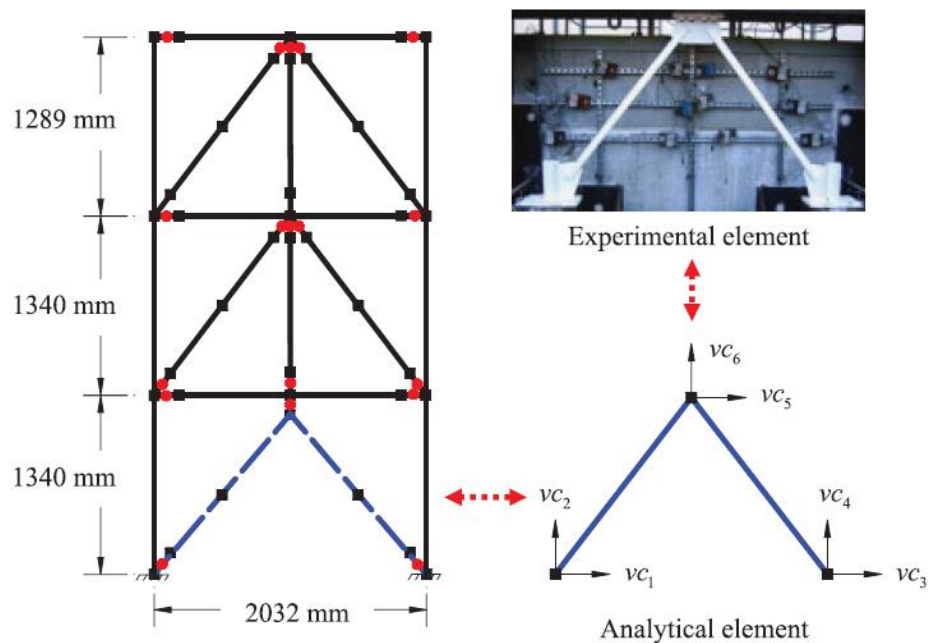 1289 mm
1340 mm
1340 mm
2032 mm
Experimental element
vc₆
vc₅
vc₂
vc₄
vc₁
vc₃
Analytical element